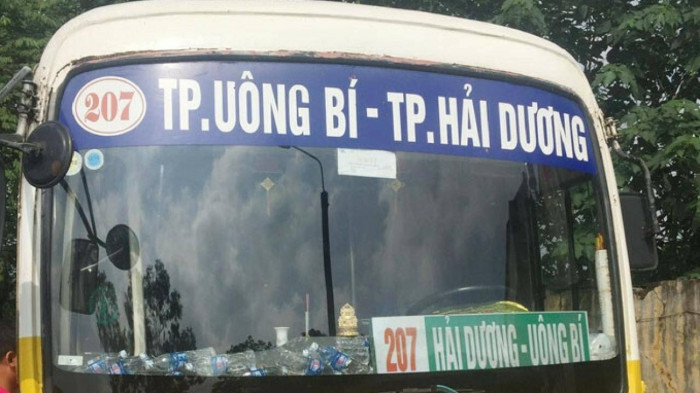 207 TP.UÔNG BÍ - TP.HẢI DƯƠNG
207 HẢI DƯƠNG - UÔNG BÍ